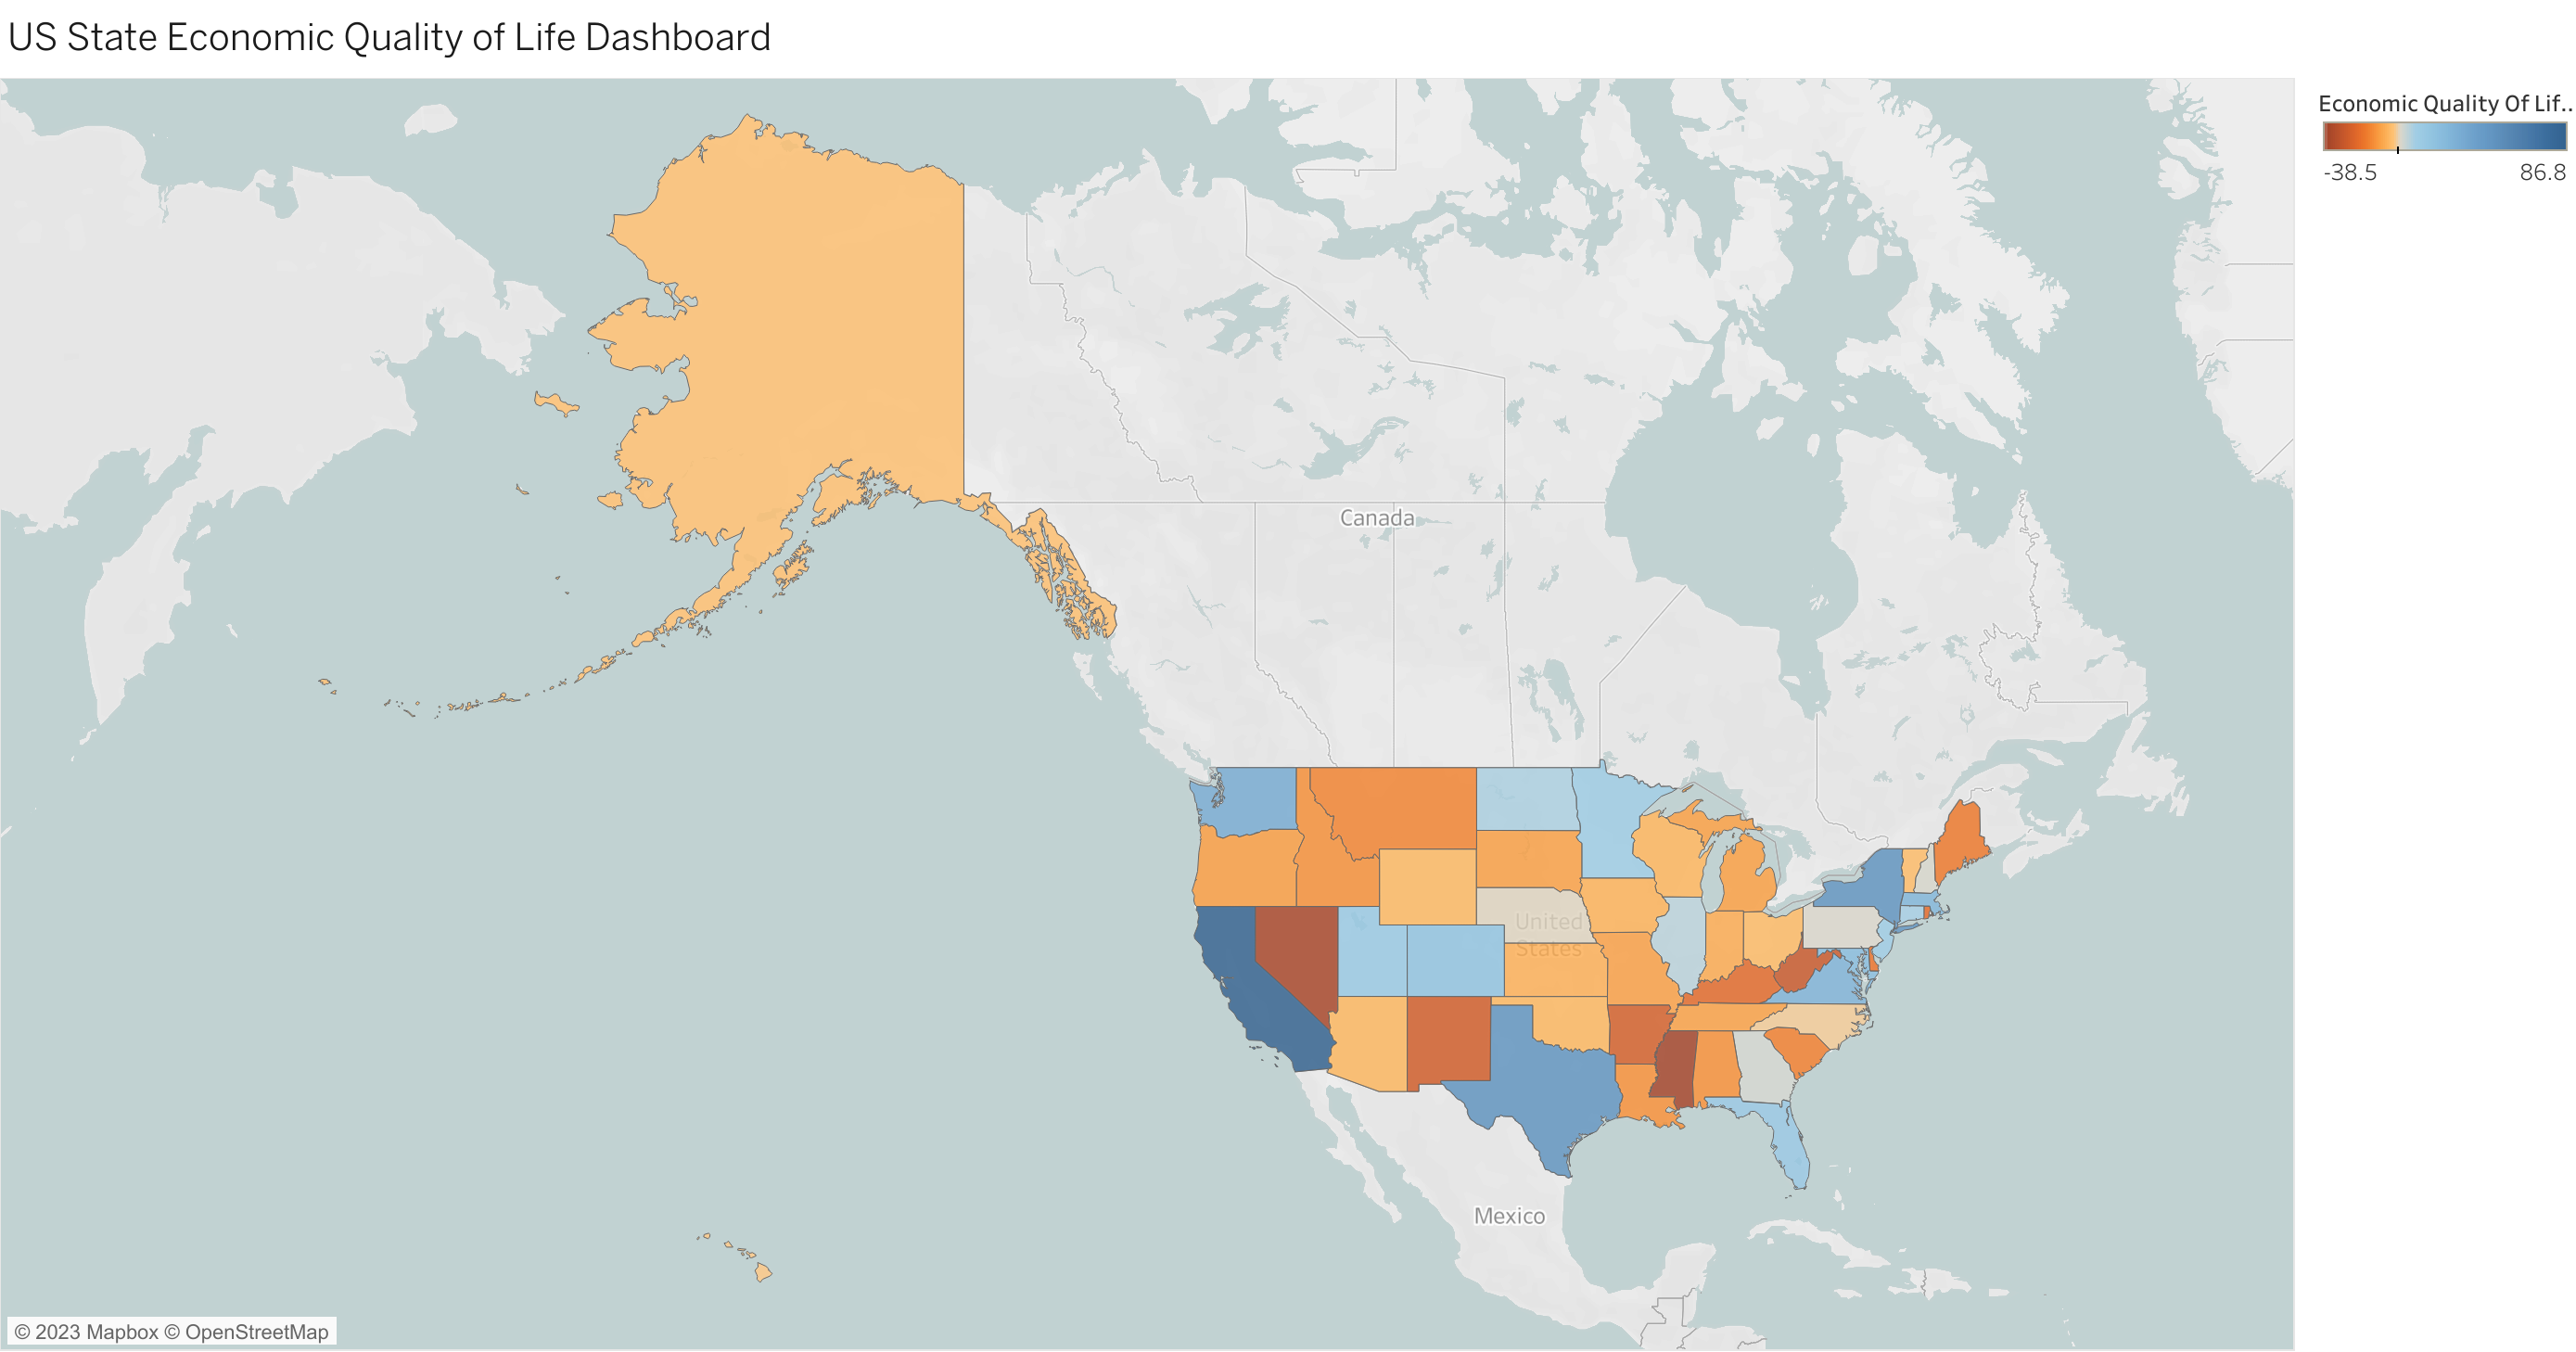 US State Economic Quality of Life Dashboard
Economic Quality Of Lif..
-38.5 86.8
Canada
United
States
Mexico
© 2023 Mapbox © OpenStreetMap